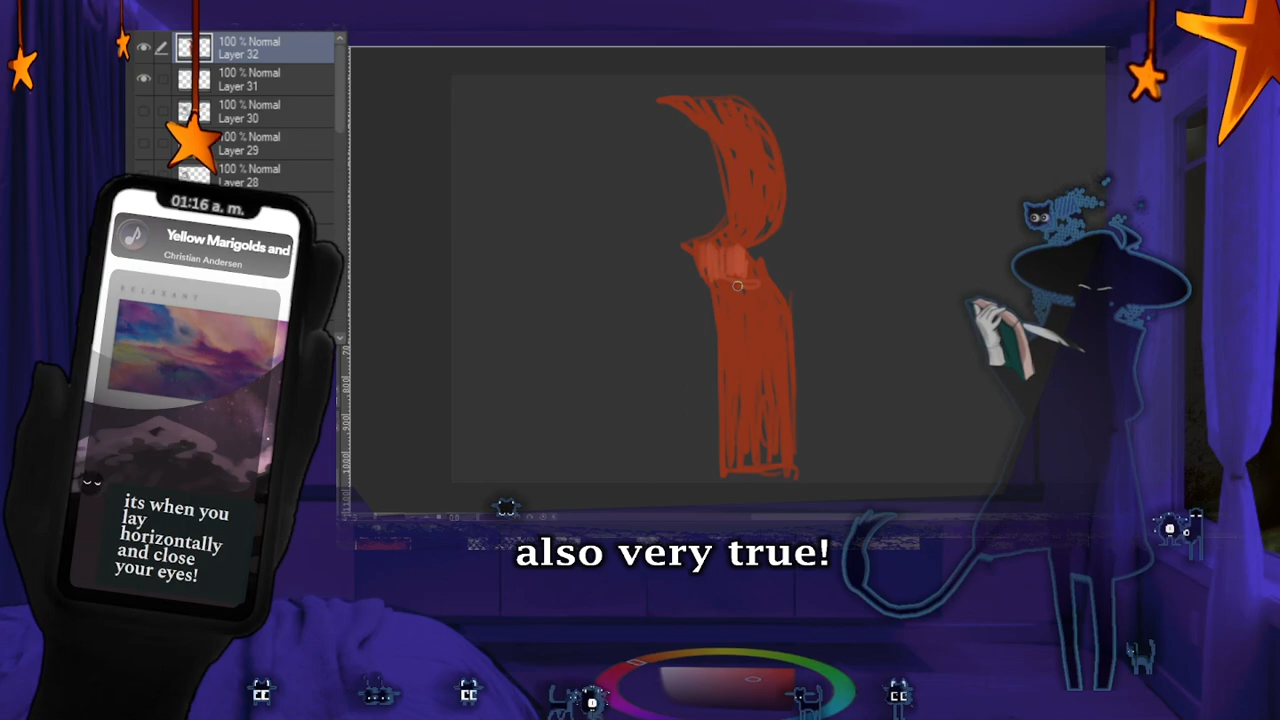 100 % Normal
Layer 32
100 % Normal
Layer 31
100 % Normal
Layer 30
100 % Normal
Layer 29
100 % Normal
Layer 28
01:16 a. m.
Yellow Marigolds and
Christian Andersen
RELAXANT
its when you
lay
horizontally
and close
your eyes!
also very true!